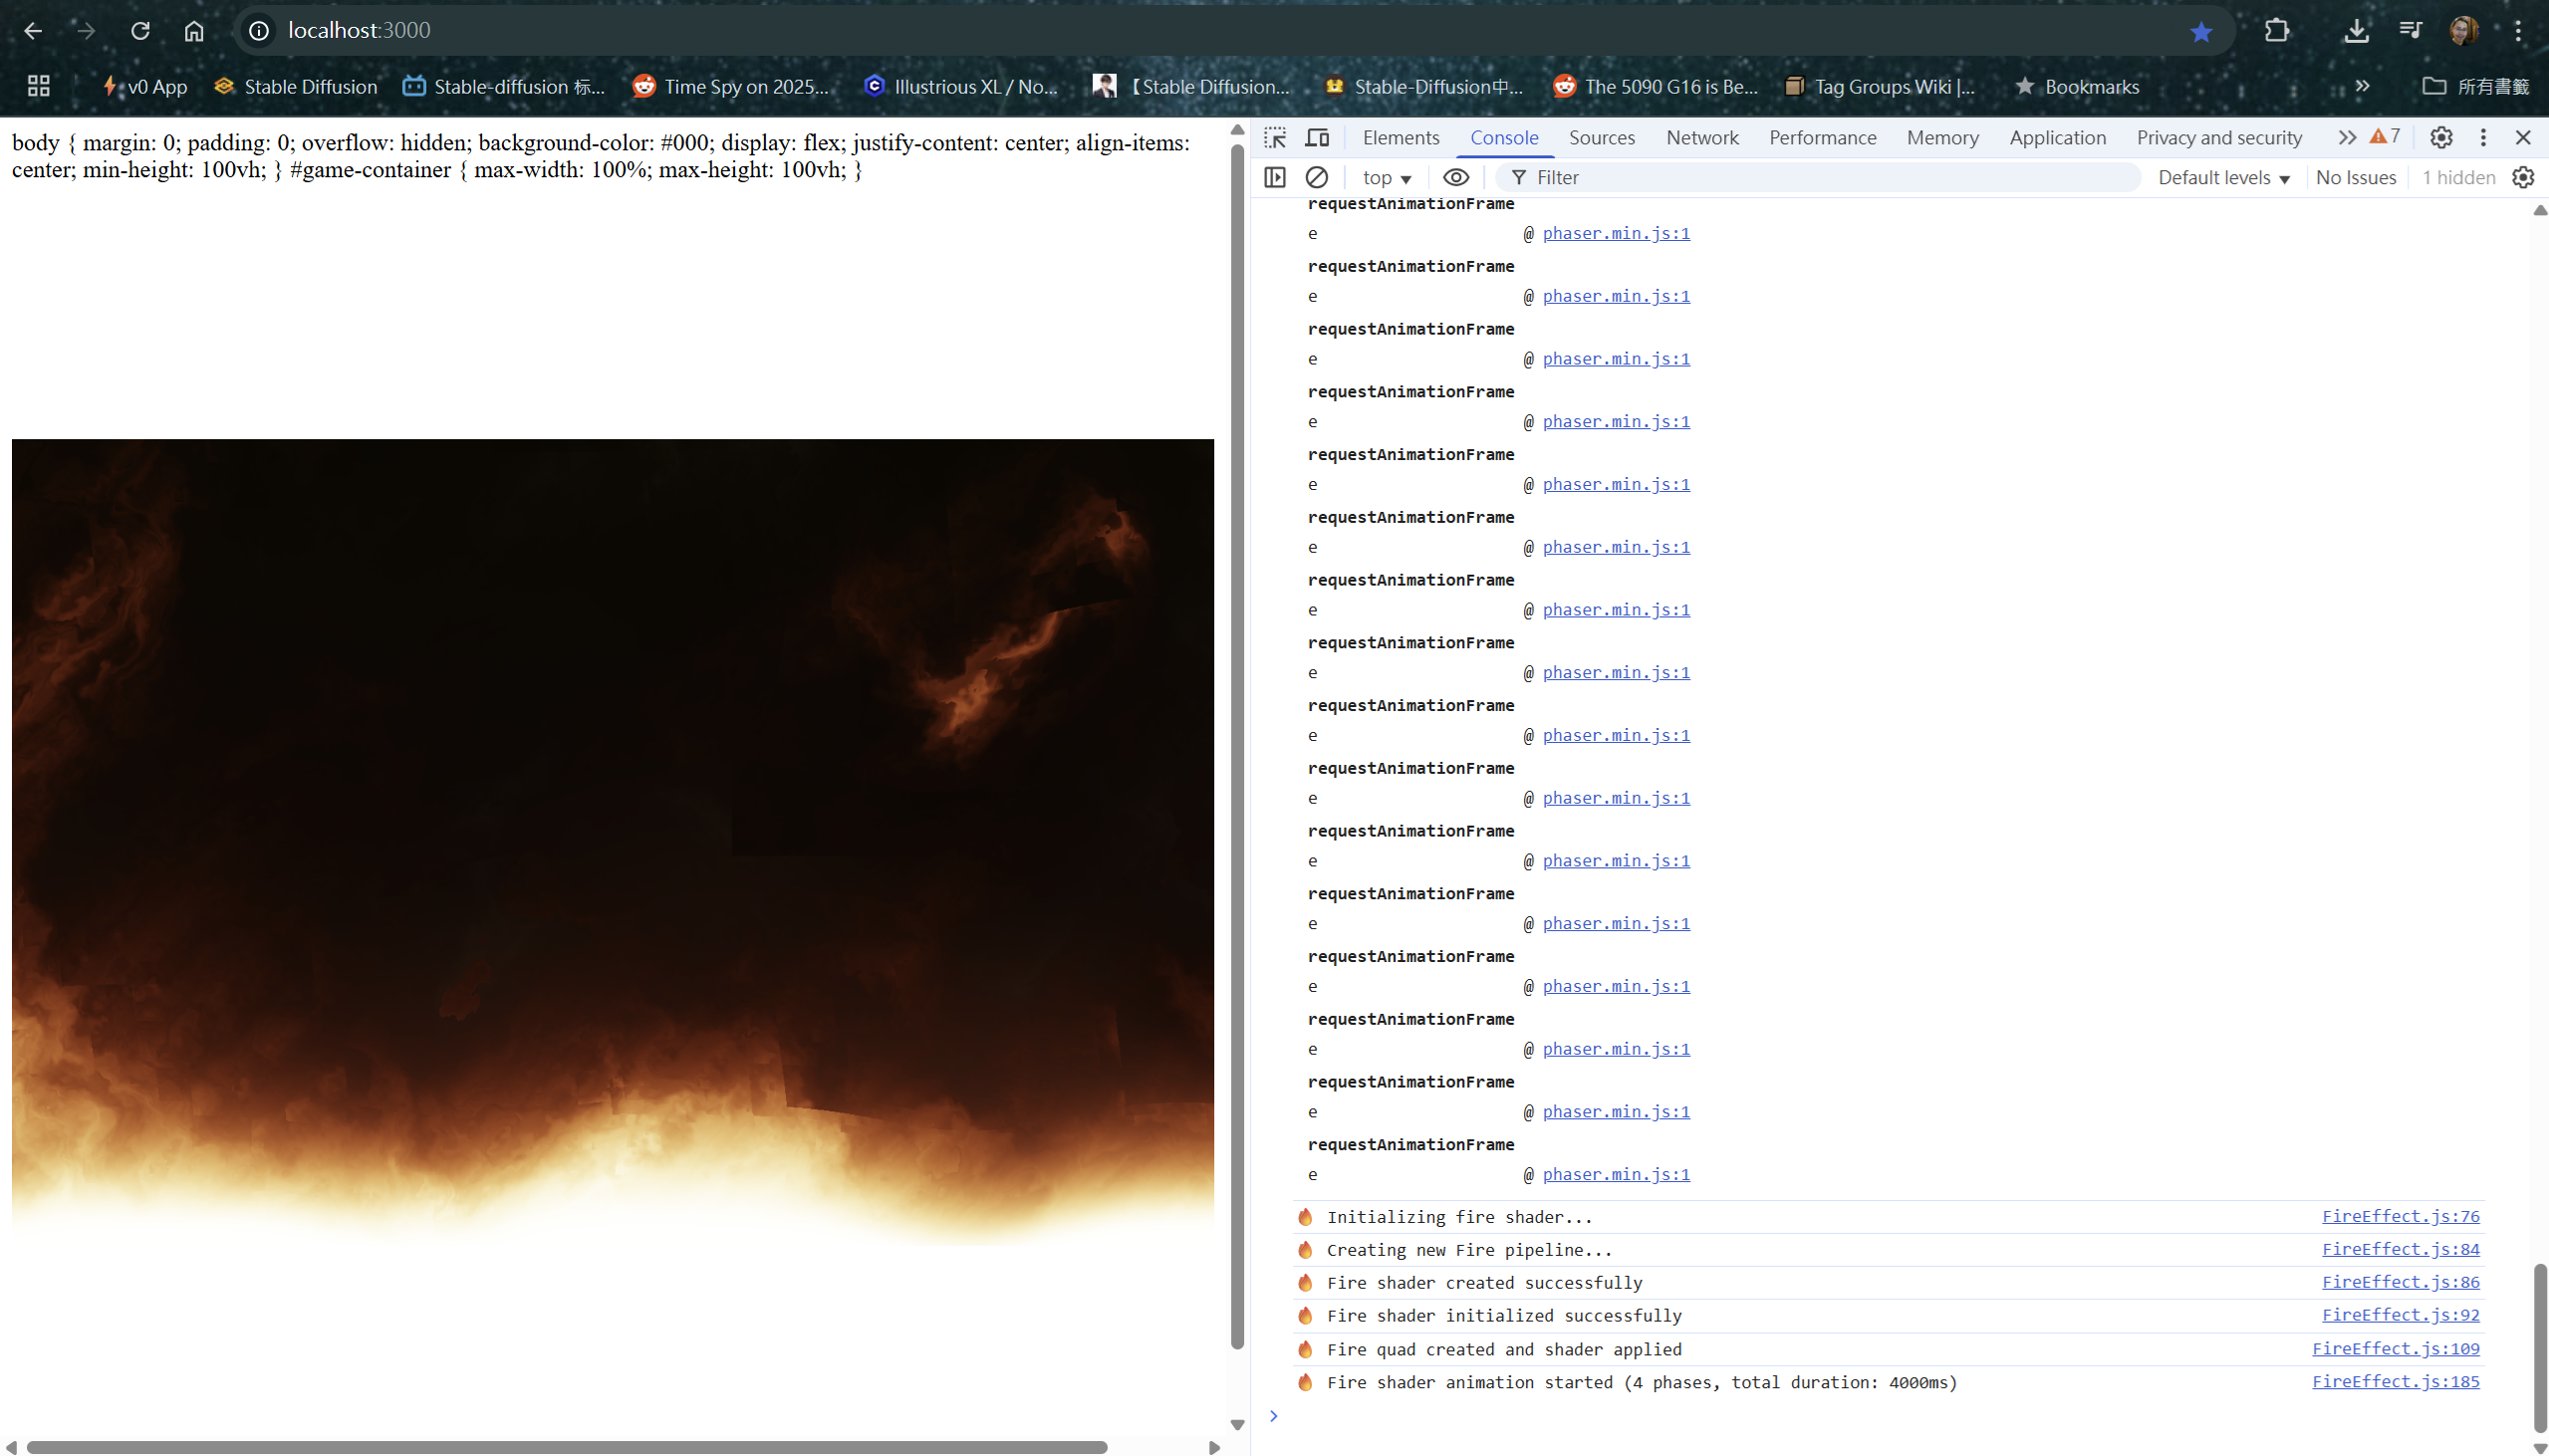 localhost:3000
v0 App
Stable Diffusion
Stable-diffusion 标...
Time Spy on 2025...
Illustrious XL / No...
【Stable Diffusion...
Stable-Diffusion中...
The 5090 G16 is Be...
Tag Groups Wiki |...
Bookmarks
所有書籤
body { margin: 0; padding: 0; overflow: hidden; background-color: #000; display: flex; justify-content: center; align-items:
center; min-height: 100vh; } #game-container { max-width: 100%; max-height: 100vh; }
Elements Console Sources Network Performance Memory Application Privacy and security 7
top Filter Default levels No Issues 1 hidden
requestAnimationFrame
e @ phaser.min.js:1
requestAnimationFrame
e @ phaser.min.js:1
requestAnimationFrame
e @ phaser.min.js:1
requestAnimationFrame
e @ phaser.min.js:1
requestAnimationFrame
e @ phaser.min.js:1
requestAnimationFrame
e @ phaser.min.js:1
requestAnimationFrame
e @ phaser.min.js:1
requestAnimationFrame
e @ phaser.min.js:1
requestAnimationFrame
e @ phaser.min.js:1
requestAnimationFrame
e @ phaser.min.js:1
requestAnimationFrame
e @ phaser.min.js:1
requestAnimationFrame
e @ phaser.min.js:1
requestAnimationFrame
e @ phaser.min.js:1
requestAnimationFrame
e @ phaser.min.js:1
requestAnimationFrame
e @ phaser.min.js:1
requestAnimationFrame
e @ phaser.min.js:1
🔥 Initializing fire shader... FireEffect.js:76
🔥 Creating new Fire pipeline... FireEffect.js:84
🔥 Fire shader created successfully FireEffect.js:86
🔥 Fire shader initialized successfully FireEffect.js:92
🔥 Fire quad created and shader applied FireEffect.js:109
🔥 Fire shader animation started (4 phases, total duration: 4000ms) FireEffect.js:185